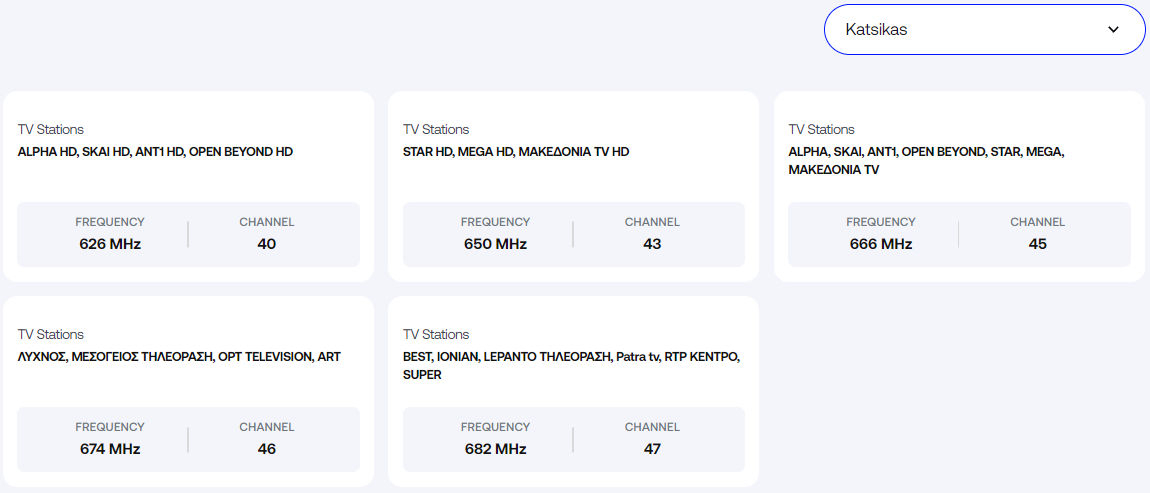 Katsikas
TV Stations
ALPHA HD, SKAI HD, ANT1 HD, OPEN BEYOND HD
FREQUENCY
626 MHz
CHANNEL
40
TV Stations
STAR HD, MEGA HD, ΜΑΚΕΔΟΝΙΑ TV HD
FREQUENCY
650 MHz
CHANNEL
43
TV Stations
ALPHA, SKAI, ANT1, OPEN BEYOND, STAR, MEGA,
ΜΑΚΕΔΟΝΙΑ TV
FREQUENCY
666 MHz
CHANNEL
45
TV Stations
ΛΥΧΝΟΣ, ΜΕΣΟΓΕΙΟΣ ΤΗΛΕΟΡΑΣΗ, ΟΡΤ TELEVISION, ART
FREQUENCY
674 MHz
CHANNEL
46
TV Stations
BEST, IONIAN, LEPANTO ΤΗΛΕΟΡΑΣΗ, Patra tv, RTP ΚΕΝΤΡΟ,
SUPER
FREQUENCY
682 MHz
CHANNEL
47